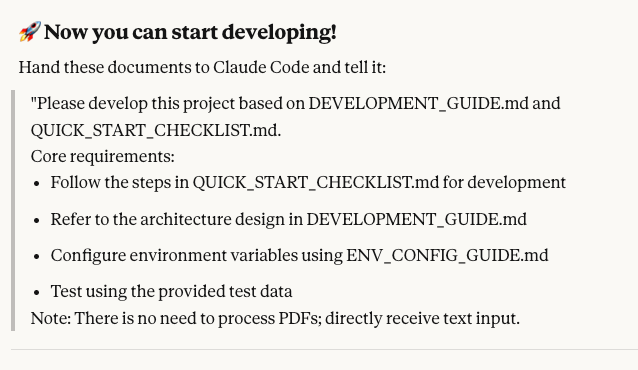 🚀 Now you can start developing!
Hand these documents to Claude Code and tell it:
"Please develop this project based on DEVELOPMENT_GUIDE.md and
QUICK_START_CHECKLIST.md.
Core requirements:
• Follow the steps in QUICK_START_CHECKLIST.md for development
• Refer to the architecture design in DEVELOPMENT_GUIDE.md
• Configure environment variables using ENV_CONFIG_GUIDE.md
• Test using the provided test data
Note: There is no need to process PDFs; directly receive text input.